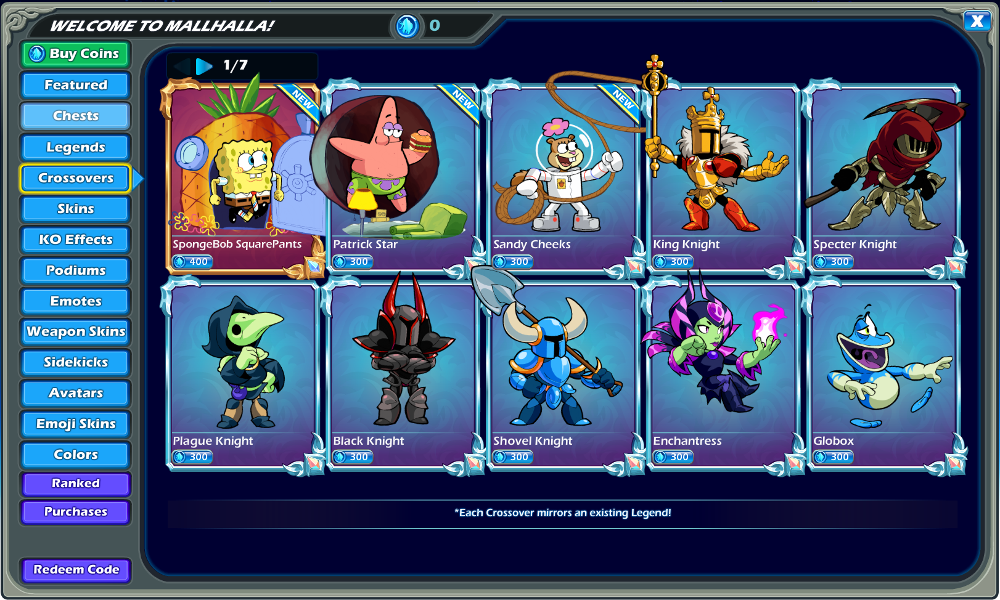 WELCOME TO MALLHALLA!
0
Buy Coins
Featured
Chests
Legends
Crossovers
Skins
KO Effects
Podiums
Emotes
Weapon Skins
Sidekicks
Avatars
Emoji Skins
Colors
Ranked
Purchases
Redeem Code
X
1/7
NEW
SpongeBob SquarePants
400
NEW
Patrick Star
300
NEW
Sandy Cheeks
300
King Knight
300
Specter Knight
300
Plague Knight
300
Black Knight
300
Shovel Knight
300
Enchantress
300
Globox
300
*Each Crossover mirrors an existing Legend!